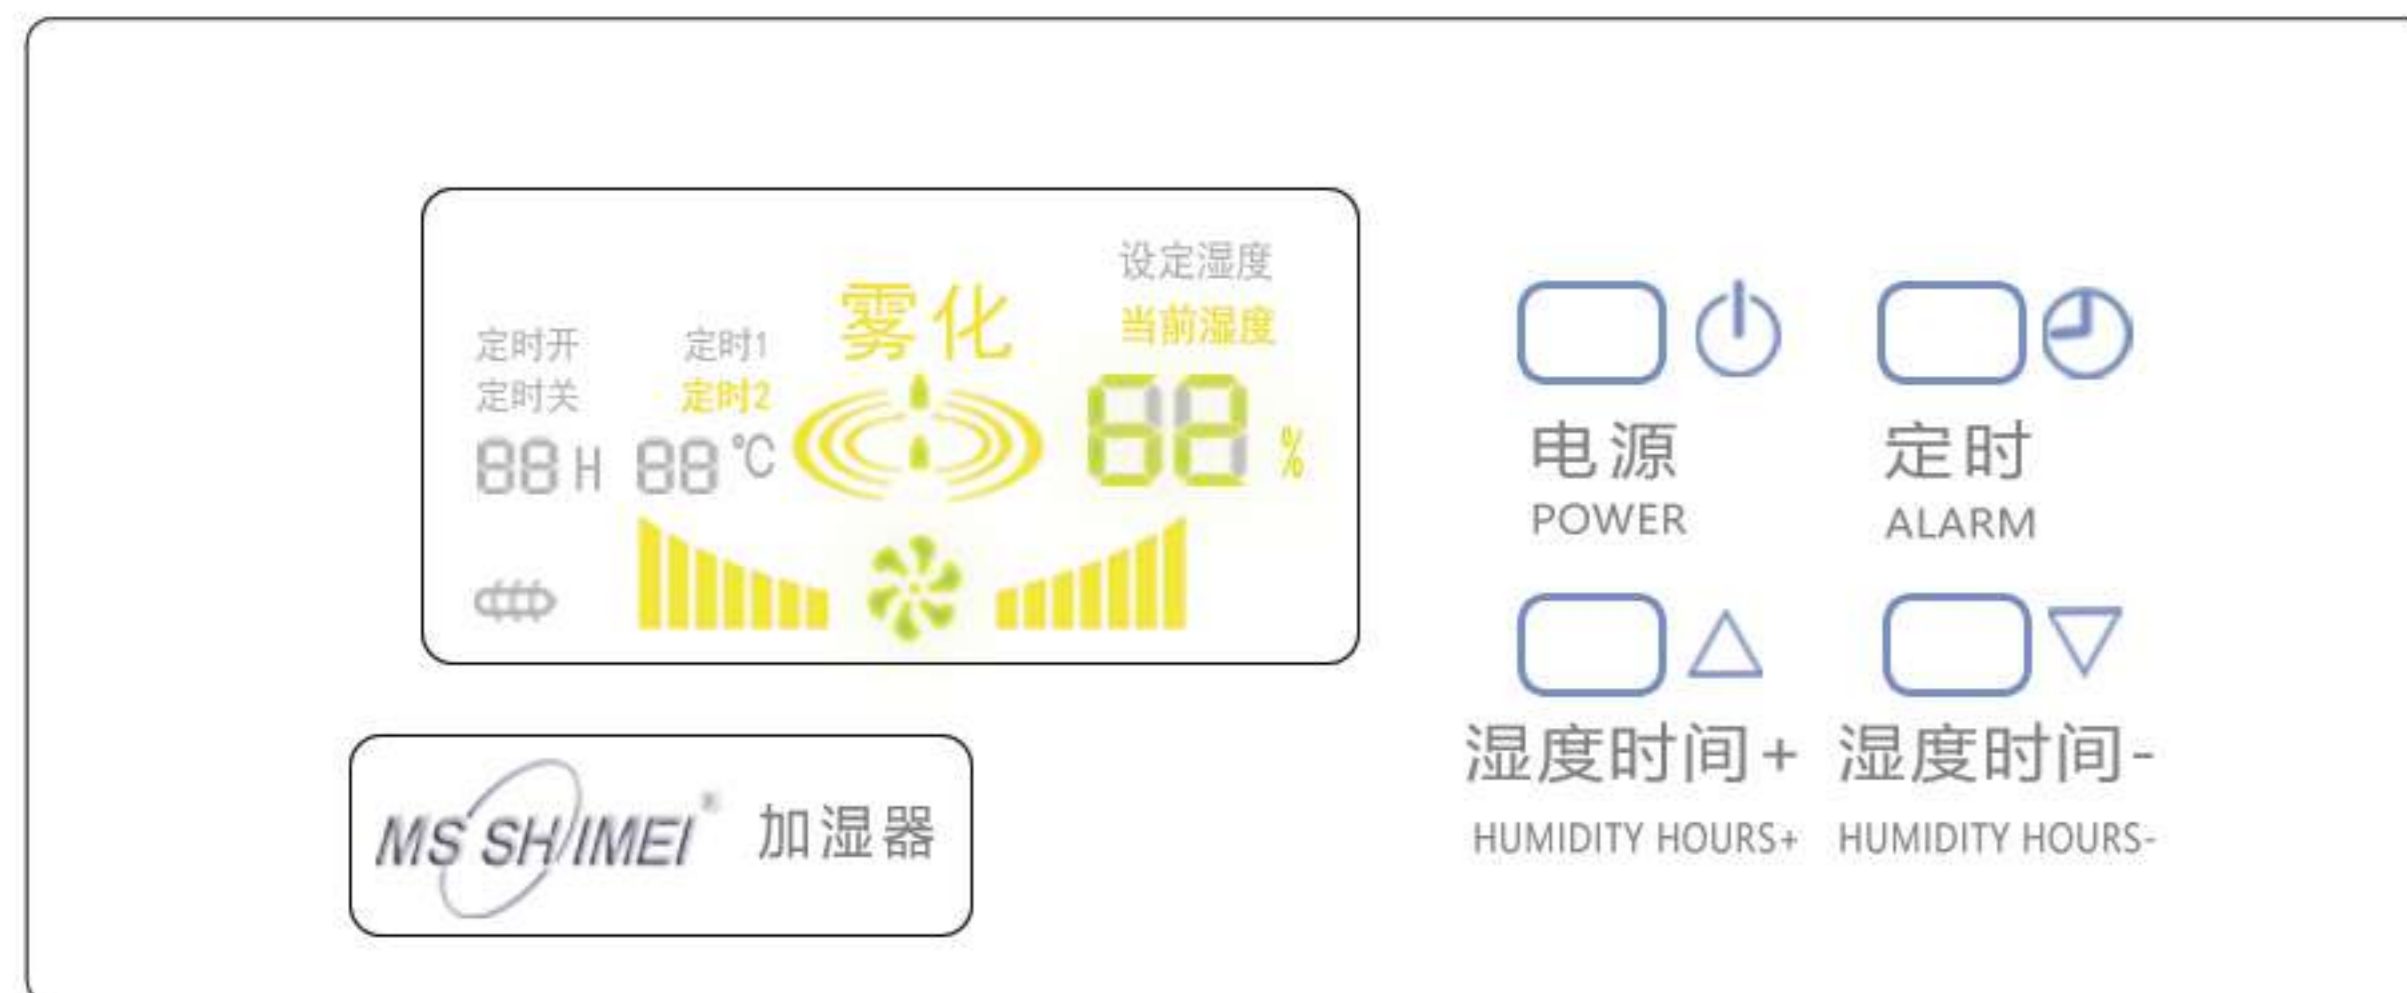 设定湿度
雾化
当前湿度
定时开
定时1
定时关
定时2
88 H
88 ℃
62 %
MS SHIMEI® 加湿器
电源
POWER
定时
ALARM
湿度时间+
HUMIDITY HOURS+
湿度时间-
HUMIDITY HOURS-